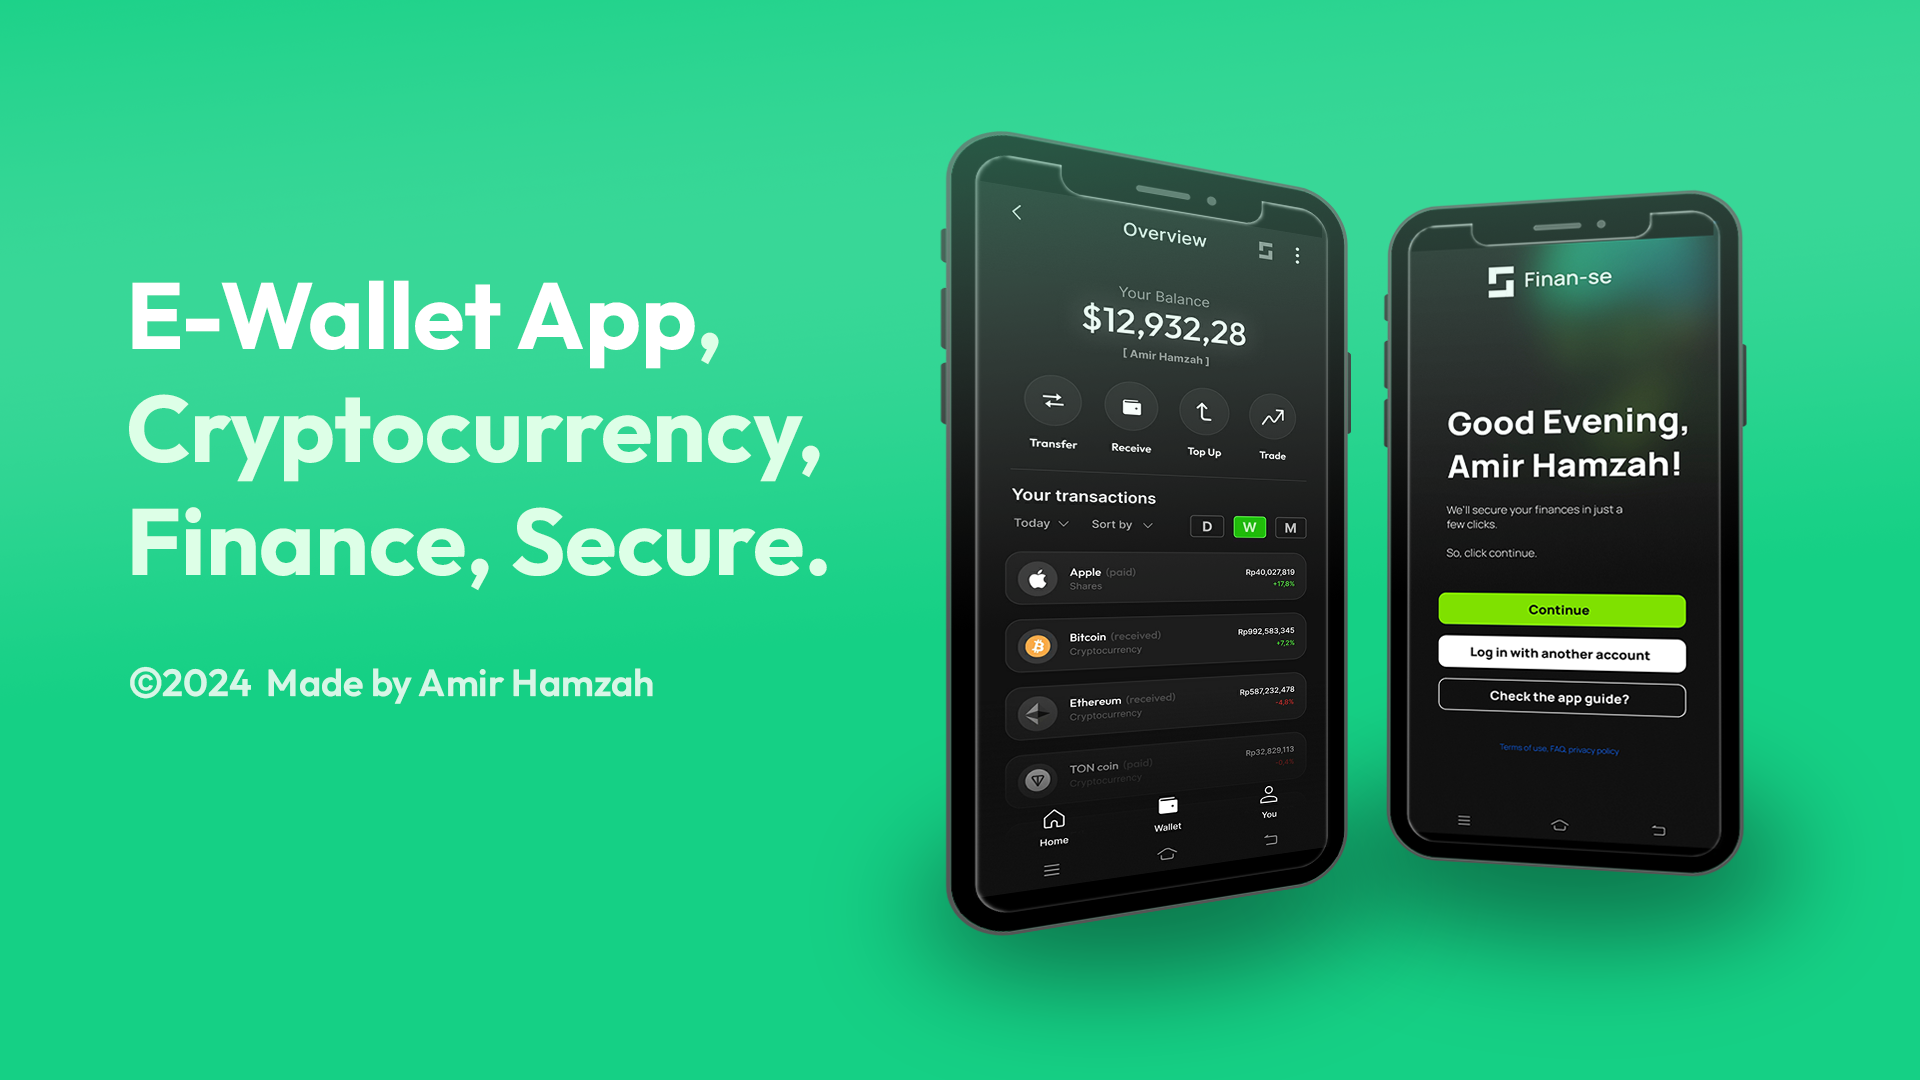 E-Wallet App,
Cryptocurrency,
Finance, Secure.
©2024 Made by Amir Hamzah
Overview
Your Balance
$12,932,28
[ Amir Hamzah ]
Transfer
Receive
Top Up
Trade
Your transactions
Today
Sort by
D
W
M
Apple (paid)
Shares
Rp40,027,819
+17,8%
Bitcoin (received)
Cryptocurrency
Rp992,583,345
+7,2%
Ethereum (received)
Cryptocurrency
Rp587,232,478
-4,8%
TON coin (paid)
Cryptocurrency
Rp32,829,113
-0,4%
Home
Wallet
You
Finan-se
Good Evening,
Amir Hamzah!
We'll secure your finances in just a
few clicks.
So, click continue.
Continue
Log in with another account
Check the app guide?
Terms of use, FAQ, privacy policy